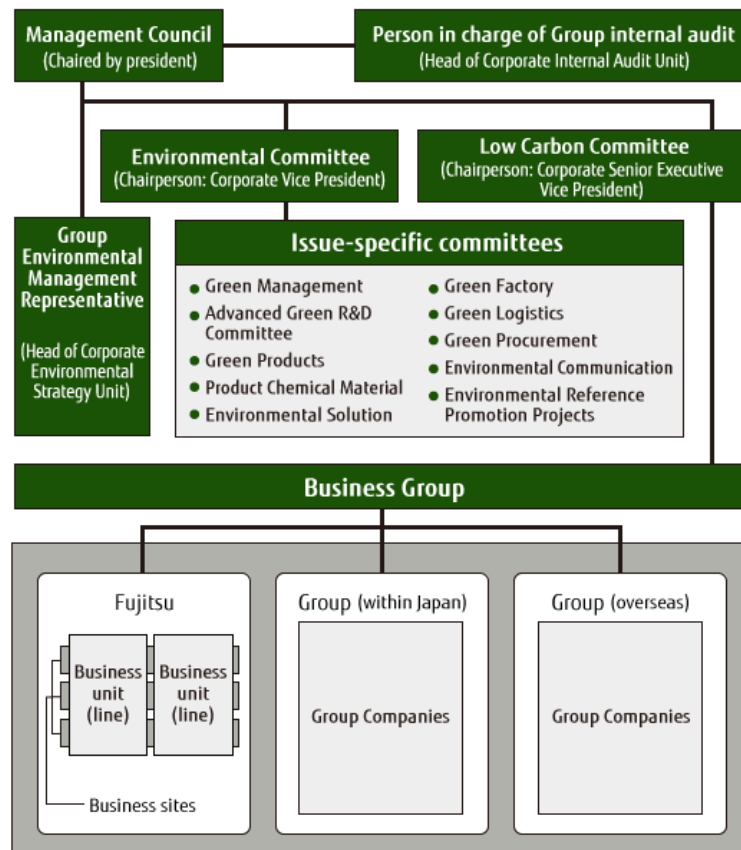 Management Council
(Chaired by president)
Person in charge of Group internal audit
(Head of Corporate Internal Audit Unit)
Environmental Committee
(Chairperson: Corporate Vice President)
Low Carbon Committee
(Chairperson: Corporate Senior Executive
Vice President)
Group
Environmental
Management
Representative
(Head of Corporate
Environmental
Strategy Unit)
Issue-specific committees
● Green Management
● Advanced Green R&D
Committee
● Green Products
● Product Chemical Material
● Environmental Solution
● Green Factory
● Green Logistics
● Green Procurement
● Environmental Communication
● Environmental Reference
Promotion Projects
Business Group
Fujitsu
Business
unit
(line)
Business
unit
(line)
Business sites
Group (within Japan)
Group Companies
Group (overseas)
Group Companies